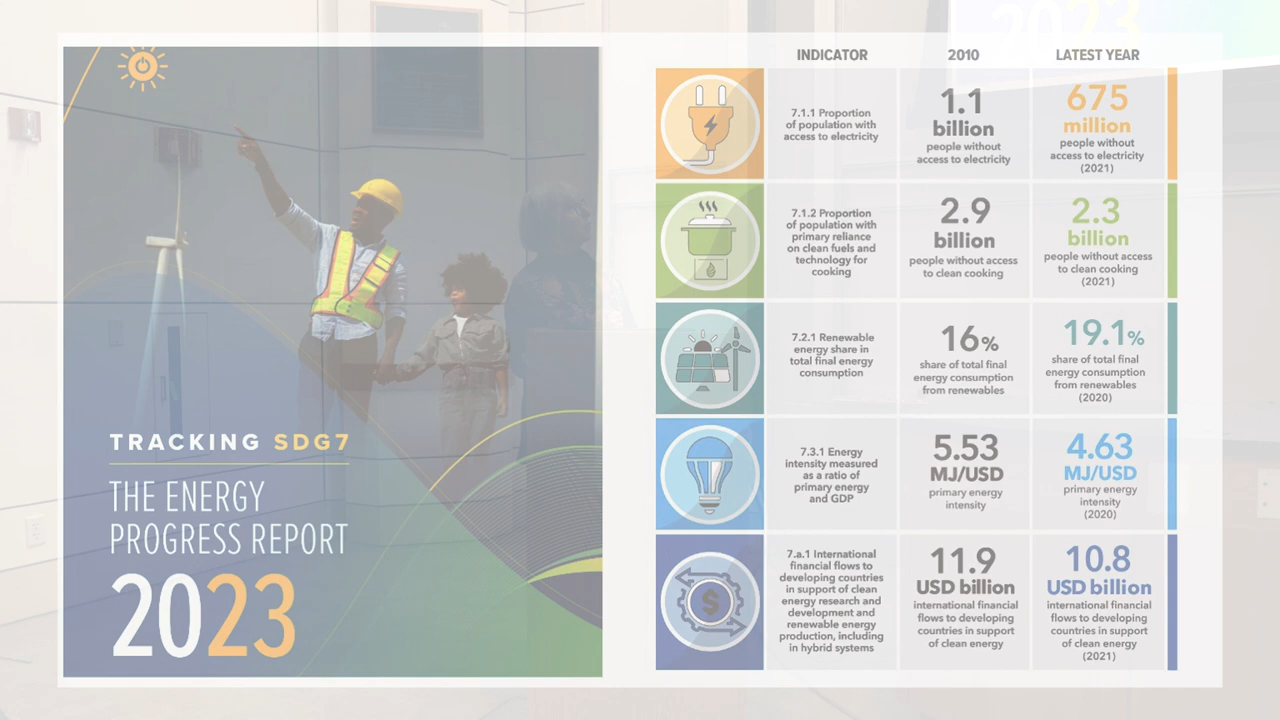 2023
TRACKING SDG7
THE ENERGY
PROGRESS REPORT
2023
INDICATOR 2010 LATEST YEAR
7.1.1 Proportion
of population with
access to electricity
1.1
billion
people without
access to electricity
675
million
people without
access to electricity
(2021)
7.1.2 Proportion
of population with
primary reliance
on clean fuels and
technology for
cooking
2.9
billion
people without access
to clean cooking
2.3
billion
people without access
to clean cooking
(2021)
7.2.1 Renewable
energy share in
total final energy
consumption
16%
share of total final
energy consumption
from renewables
19.1%
share of total final
energy consumption
from renewables
(2020)
7.3.1 Energy
intensity measured
as a ratio of
primary energy
and GDP
5.53
MJ/USD
primary energy
intensity
4.63
MJ/USD
primary energy
intensity
(2020)
$
7.a.1 International
financial flows to
developing countries
in support of clean
energy research and
development and
renewable energy
production, including
in hybrid systems
11.9
USD billion
international financial
flows to developing
countries in support
of clean energy
10.8
USD billion
international financial
flows to developing
countries in support
of clean energy
(2021)